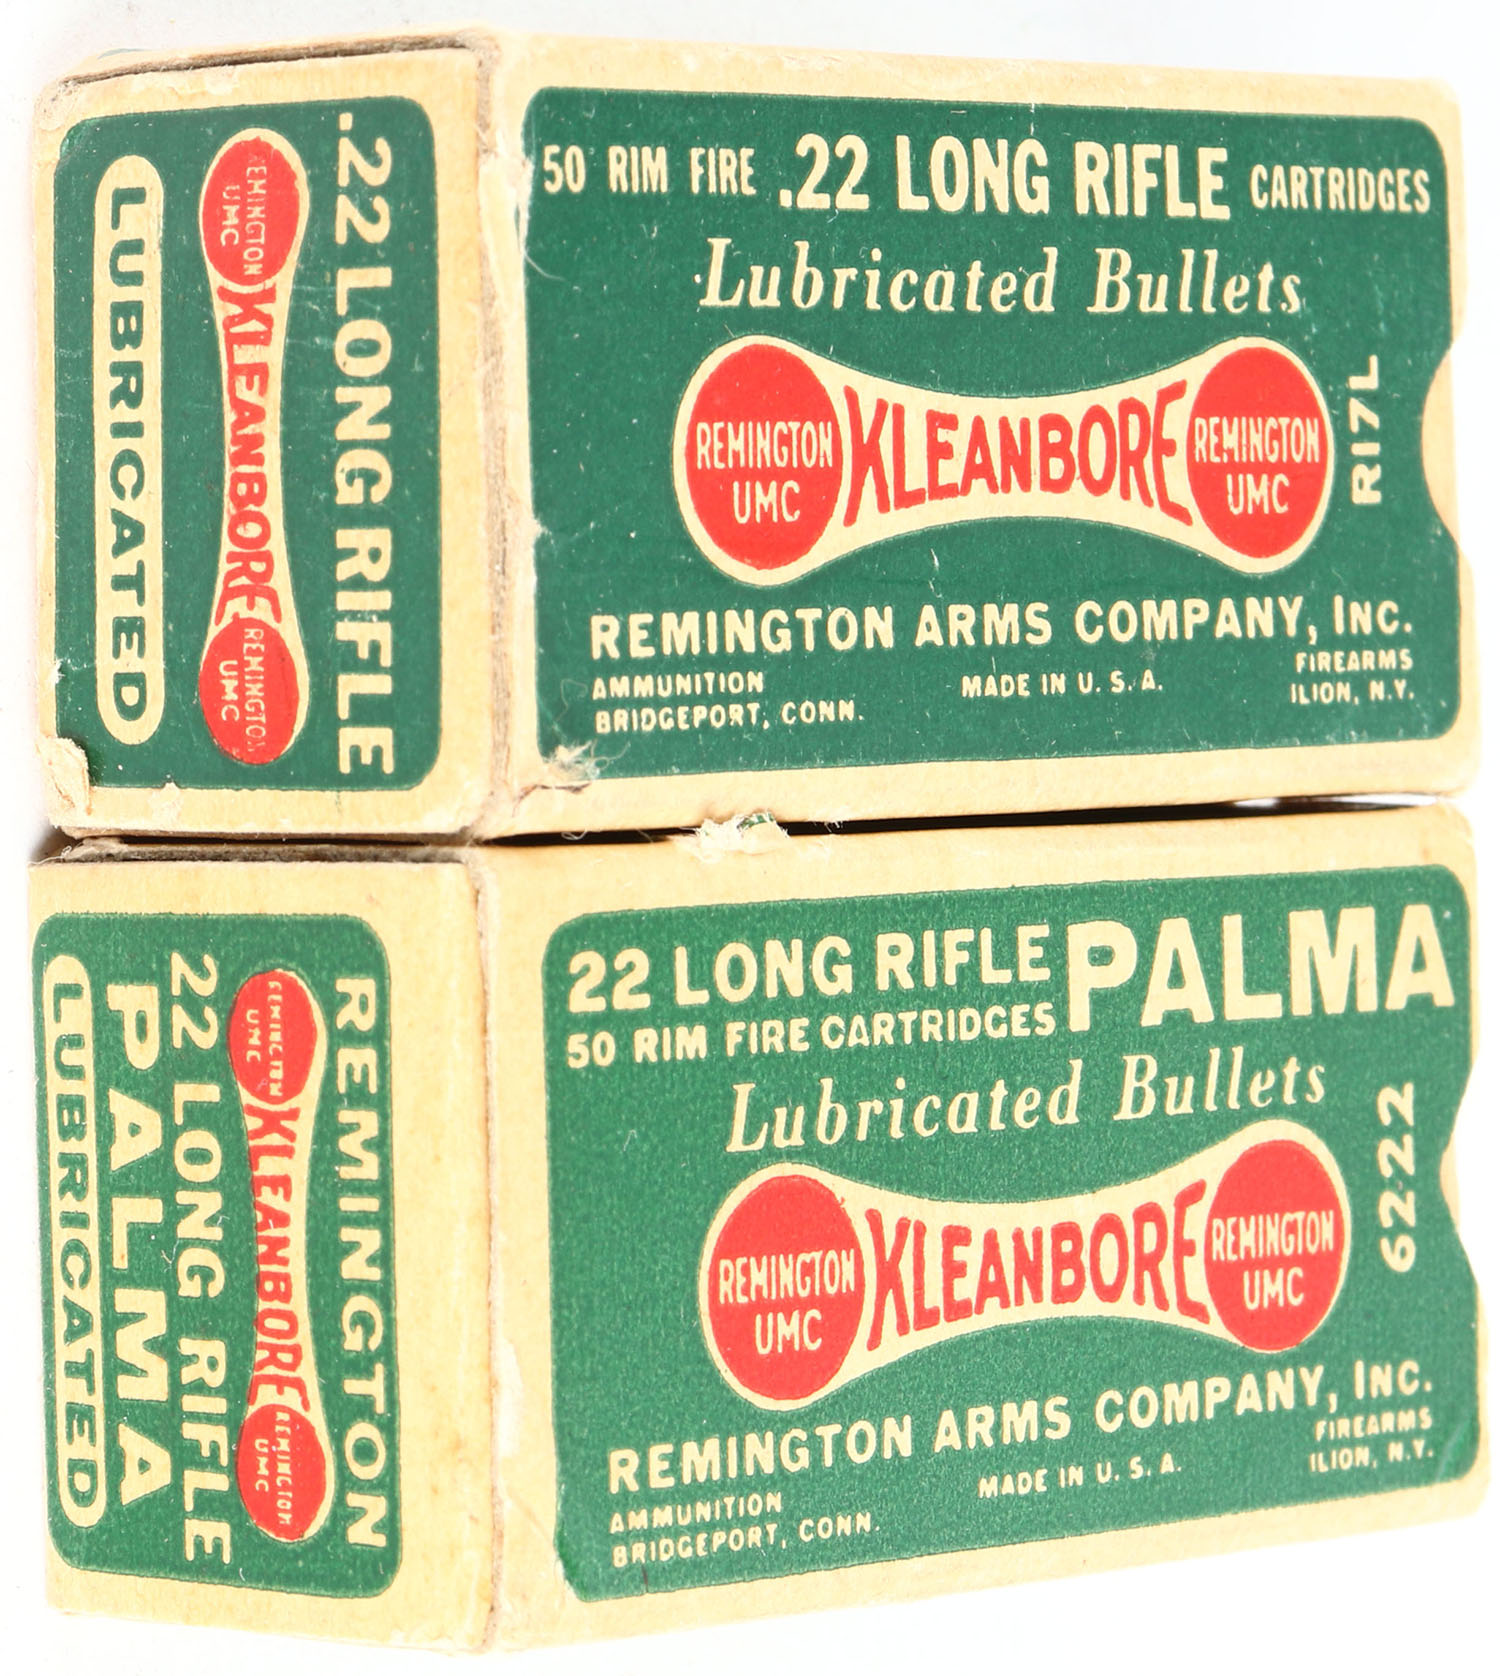 .22 LONG RIFLE
REMINGTON
UMC
KLEANBORE
REMINGTON
UMC
LUBRICATED
50 RIM FIRE .22 LONG RIFLE CARTRIDGES
Lubricated Bullets
REMINGTON
UMC
KLEANBORE
REMINGTON
UMC
R17L
REMINGTON ARMS COMPANY, INC.
AMMUNITION
BRIDGEPORT, CONN.
MADE IN U. S. A.
FIREARMS
ILION, N.Y.
REMINGTON
REMINGTON
UMC
KLEANBORE
REMINGTON
UMC
22 LONG RIFLE
PALMA
LUBRICATED
22 LONG RIFLE PALMA
50 RIM FIRE CARTRIDGES
Lubricated Bullets
REMINGTON
UMC
KLEANBORE
REMINGTON
UMC
6222
REMINGTON ARMS COMPANY, INC.
AMMUNITION
BRIDGEPORT, CONN.
MADE IN U. S. A.
FIREARMS
ILION, N.Y.